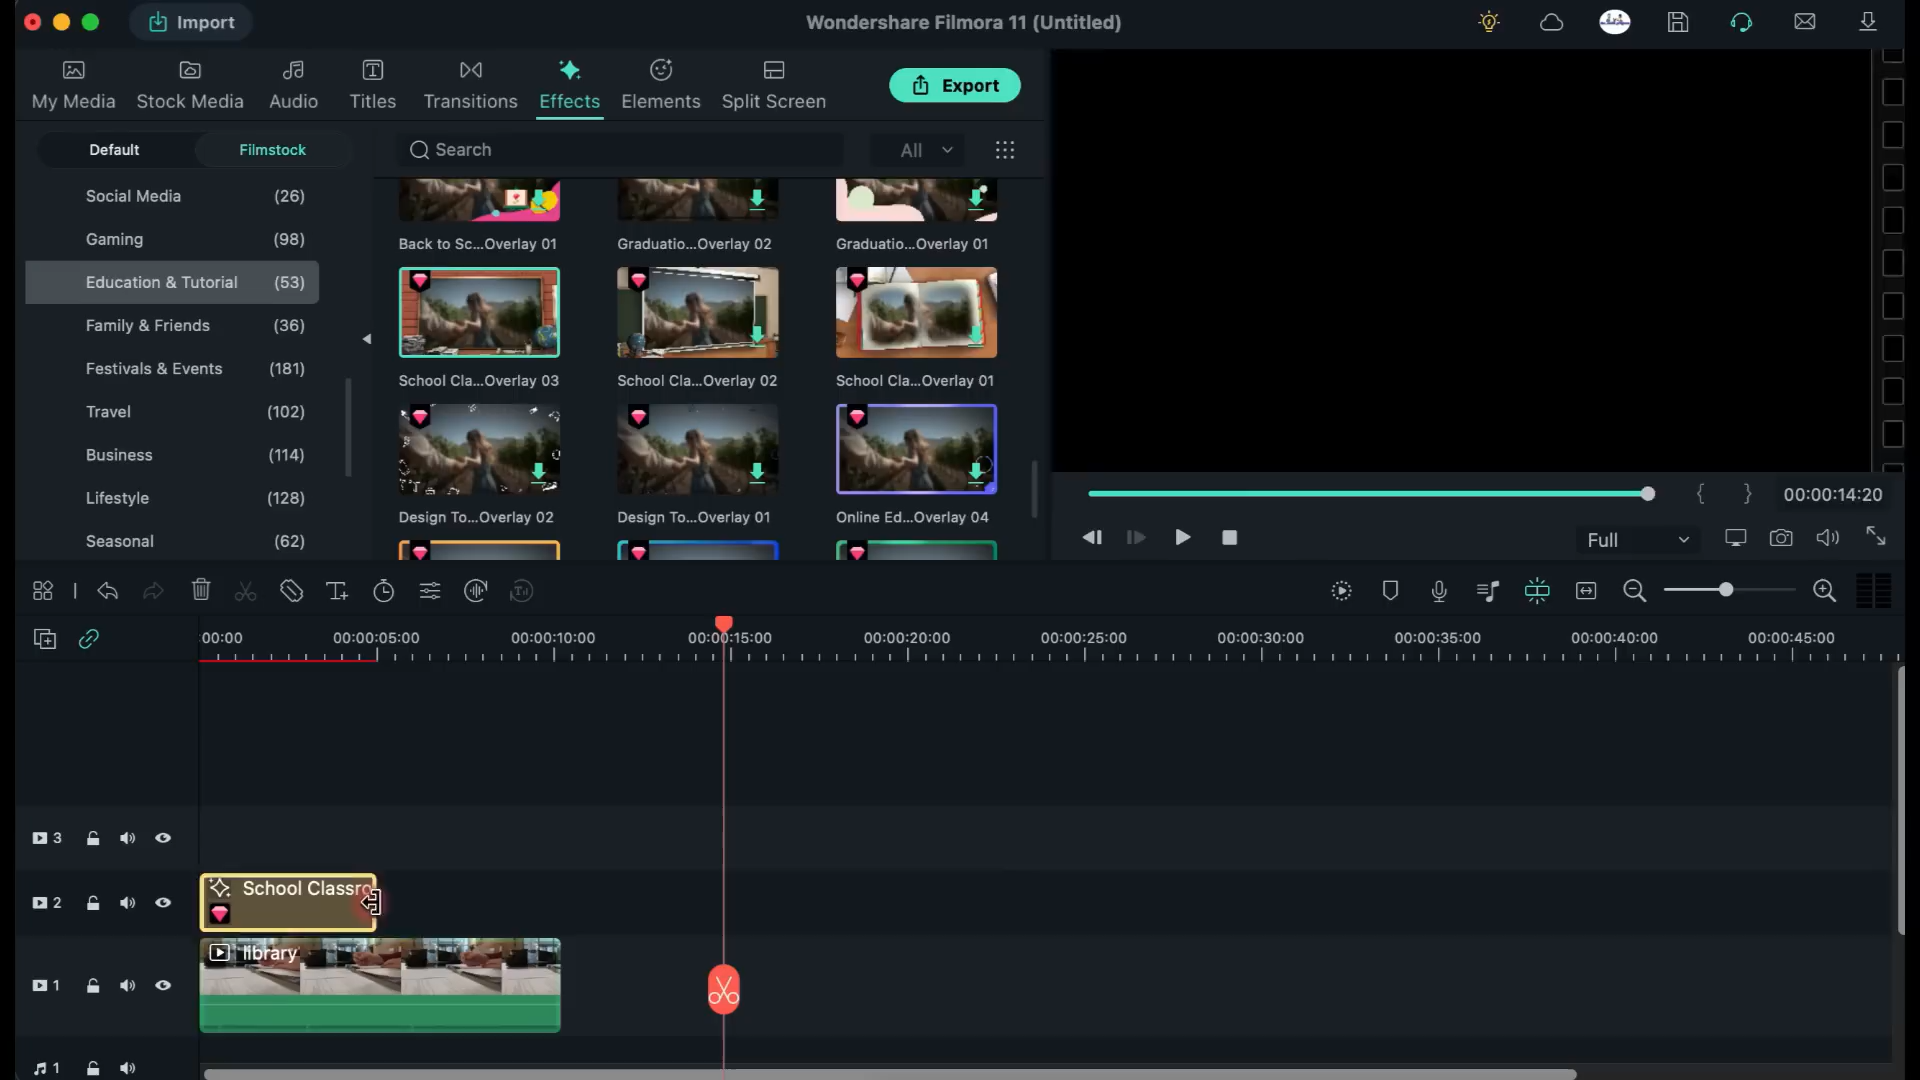 Import
Wondershare Filmora 11 (Untitled)
My Media
Stock Media
Audio
Titles
Transitions
Effects
Elements
Split Screen
Export
Default
Filmstock
Search
All
Social Media (26)
Gaming (98)
Education & Tutorial (53)
Family & Friends (36)
Festivals & Events (181)
Travel (102)
Business (114)
Lifestyle (128)
Seasonal (62)
Back to Sc...Overlay 01
Graduatio...Overlay 02
Graduatio...Overlay 01
School Cla...Overlay 03
School Cla...Overlay 02
School Cla...Overlay 01
Design To...Overlay 02
Design To...Overlay 01
Online Ed...Overlay 04
00:00:14:20
Full
:00:00
00:00:05:00
00:00:10:00
00:00:15:00
00:00:20:00
00:00:25:00
00:00:30:00
00:00:35:00
00:00:40:00
00:00:45:00
3
2
School Classro
1
library
1